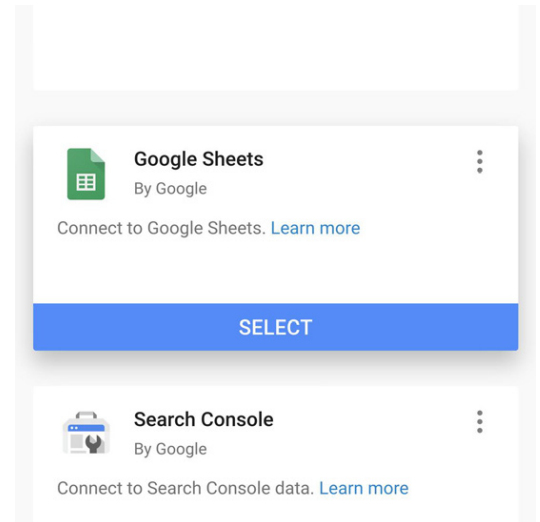 Google Sheets
By Google
Connect to Google Sheets. Learn more
SELECT
Search Console
By Google
Connect to Search Console data. Learn more